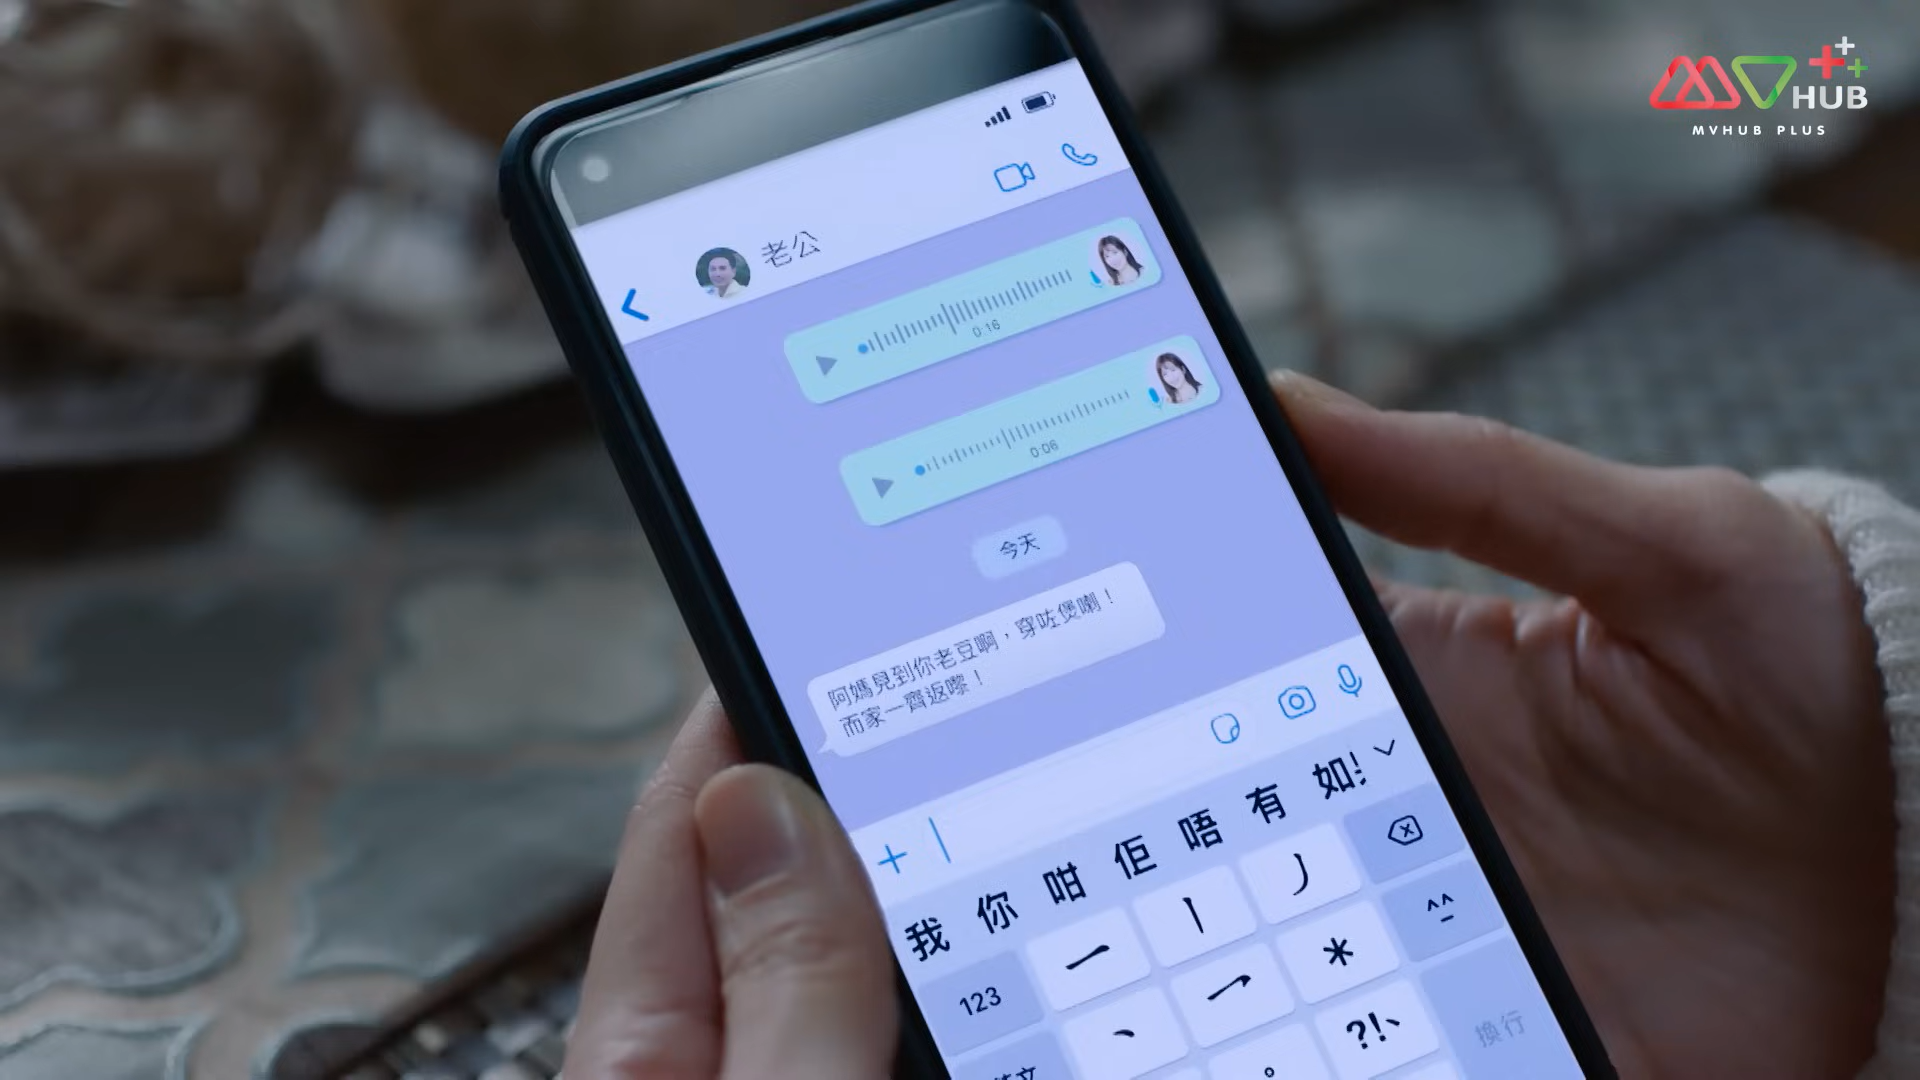 MV HUB
MVHUB PLUS
老公
0:16
0:06
今天
阿媽兒到你老豆啊，穿咗煲喇！
而家一齊返嚟！
我 你 咁 佢 唔 有 如!
123
?!、
^^
換行